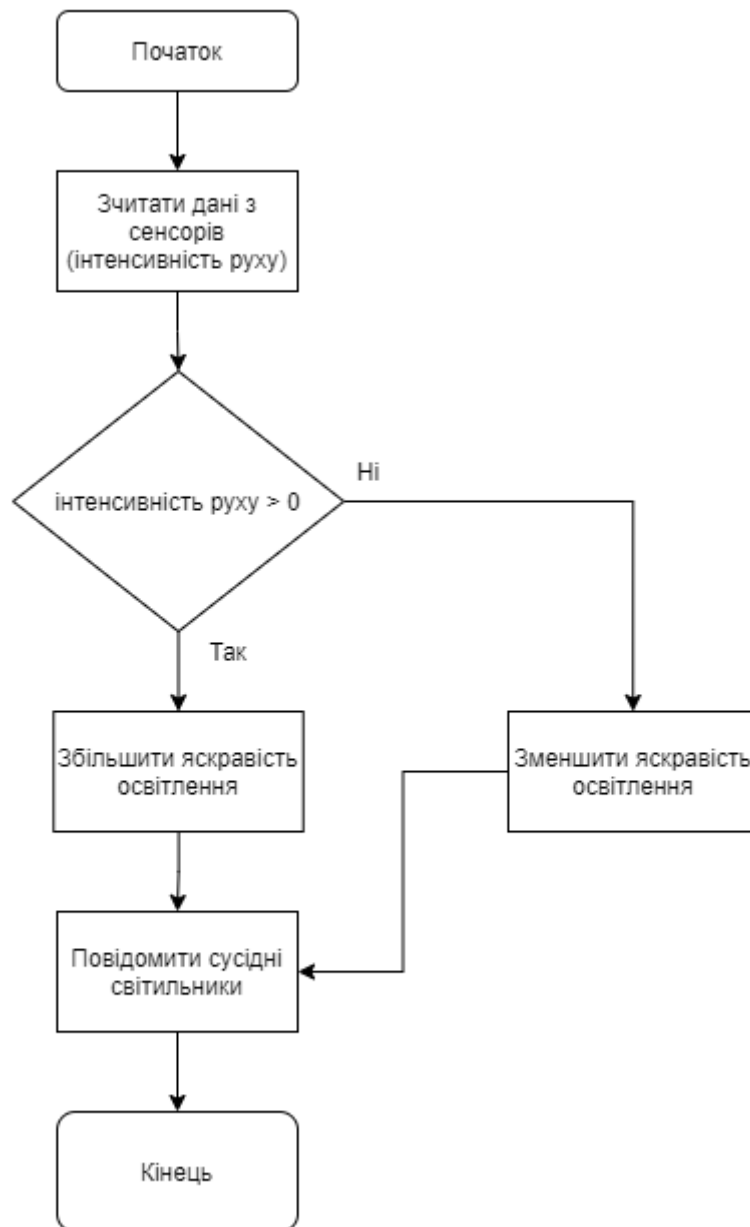 Початок
Зчитати дані з
сенсорів
(інтенсивність руху)
інтенсивність руху > 0
Ні
Так
Збільшити яскравість
освітлення
Зменшити яскравість
освітлення
Повідомити сусідні
світильники
Кінець